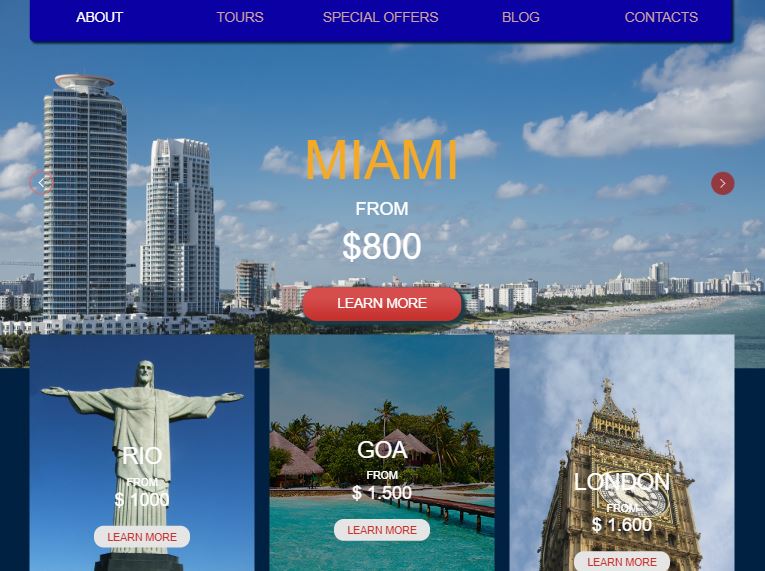 ABOUT TOURS SPECIAL OFFERS BLOG CONTACTS
MIAMI
FROM
$800
LEARN MORE
RIO
FROM
$ 1000
LEARN MORE
GOA
FROM
$ 1.500
LEARN MORE
LONDON
FROM
$ 1.600
LEARN MORE